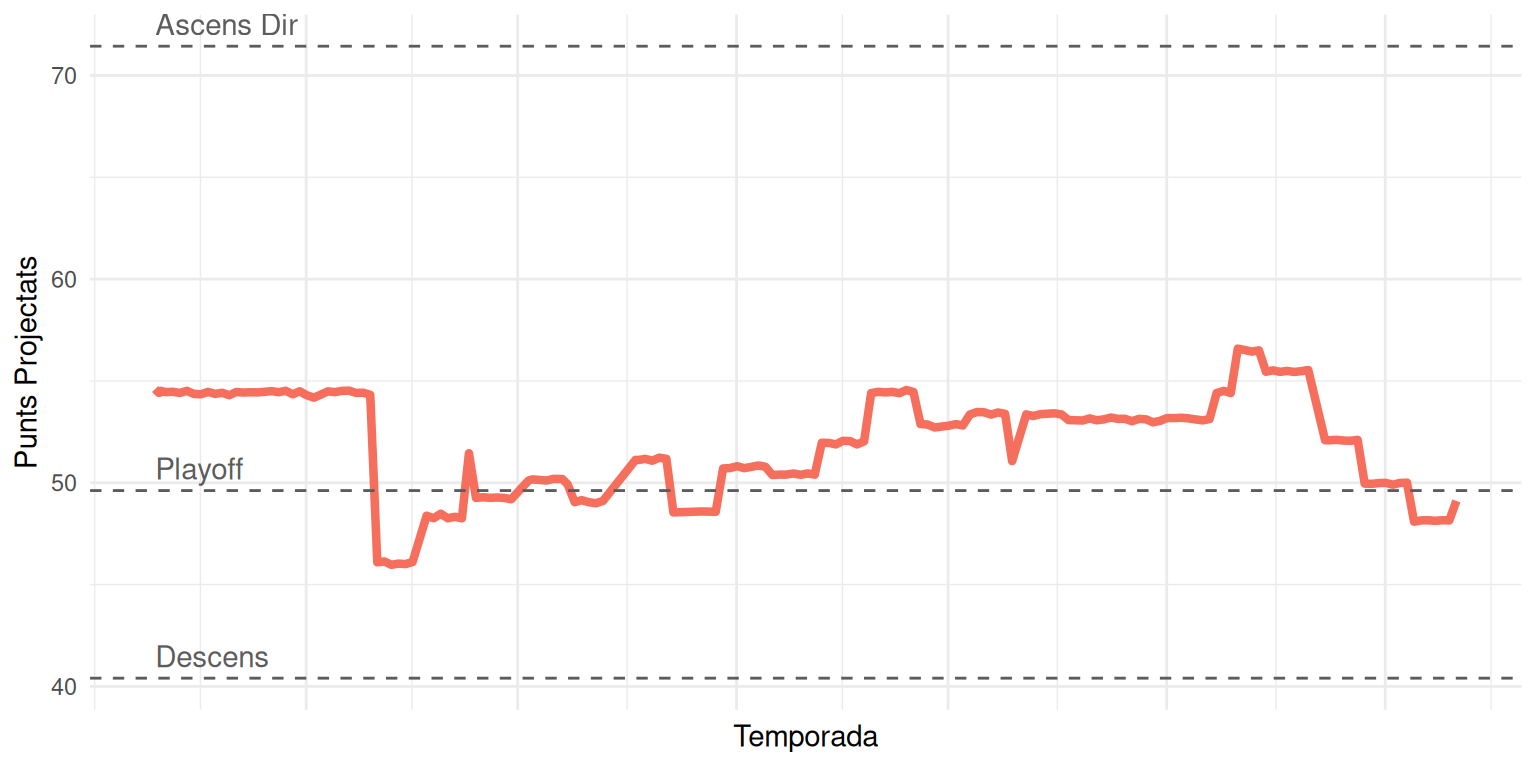 Ascens Dir
70
60
Punts Projectats
Playoff
50
Descens
40
Temporada